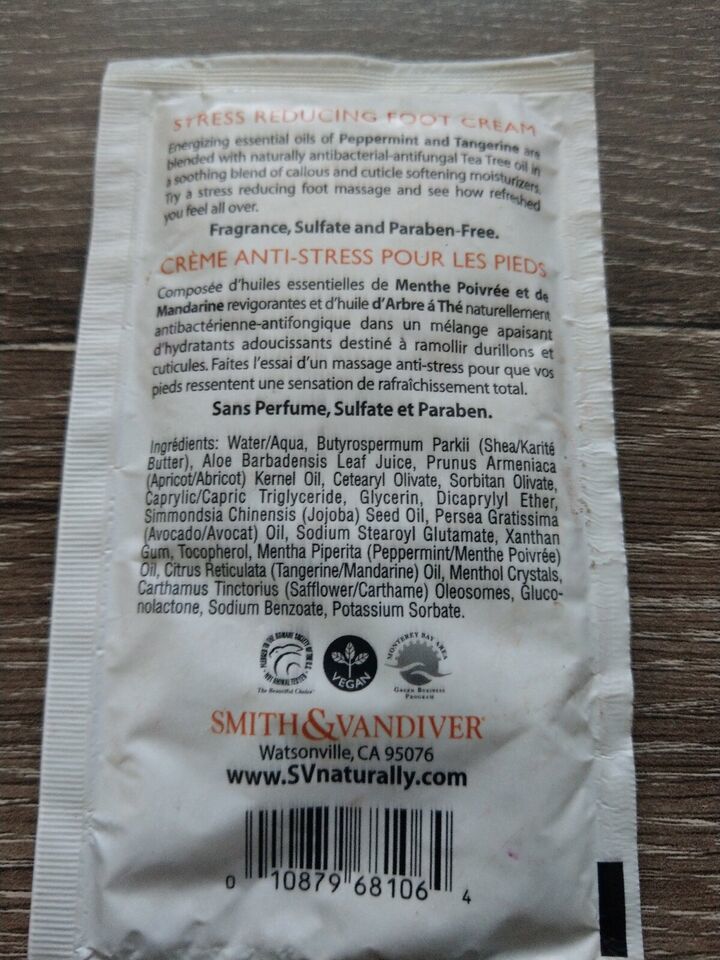 STRESS REDUCING FOOT CREAM
Energizing essential oils of Peppermint and Tangerine are
blended with naturally antibacterial-antifungal Tea Tree oil in
a soothing blend of callous and cuticle softening moisturizers.
Try a stress reducing foot massage and see how refreshed
you feel all over.
Fragrance, Sulfate and Paraben-Free.
CRÈME ANTI-STRESS POUR LES PIEDS
Composée d'huiles essentielles de Menthe Poivrée et de
Mandarine revigorantes et d'huile d'Arbre á Thé naturellement
antibactérienne-antifongique dans un mélange apaisant
d'hydratants adoucissants destiné à ramollir durillons et
cuticules. Faites l'essai d'un massage anti-stress pour que vos
pieds ressentent une sensation de rafraîchissement total.
Sans Perfume, Sulfate et Paraben.
Ingrédients: Water/Aqua, Butyrospermum Parkii (Shea/Karité
Butter), Aloe Barbadensis Leaf Juice, Prunus Armeniaca
(Apricot/Abricot) Kernel Oil, Cetearyl Olivate, Sorbitan Olivate,
Caprylic/Capric Triglyceride, Glycerin, Dicaprylyl Ether,
Simmondsia Chinensis (Jojoba) Seed Oil, Persea Gratissima
(Avocado/Avocat) Oil, Sodium Stearoyl Glutamate, Xanthan
Gum, Tocopherol, Mentha Piperita (Peppermint/Menthe Poivrée)
Oil, Citrus Reticulata (Tangerine/Mandarine) Oil, Menthol Crystals,
Carthamus Tinctorius (Safflower/Carthame) Oleosomes, Gluco-
nolactone, Sodium Benzoate, Potassium Sorbate.
The Beautiful Choice
VEGAN
MONTEREY BAY AREA
GREEN BUSINESS
PROGRAM
SMITH&VANDIVER
Watsonville, CA 95076
www.SVnaturally.com
0 10879 68106 4